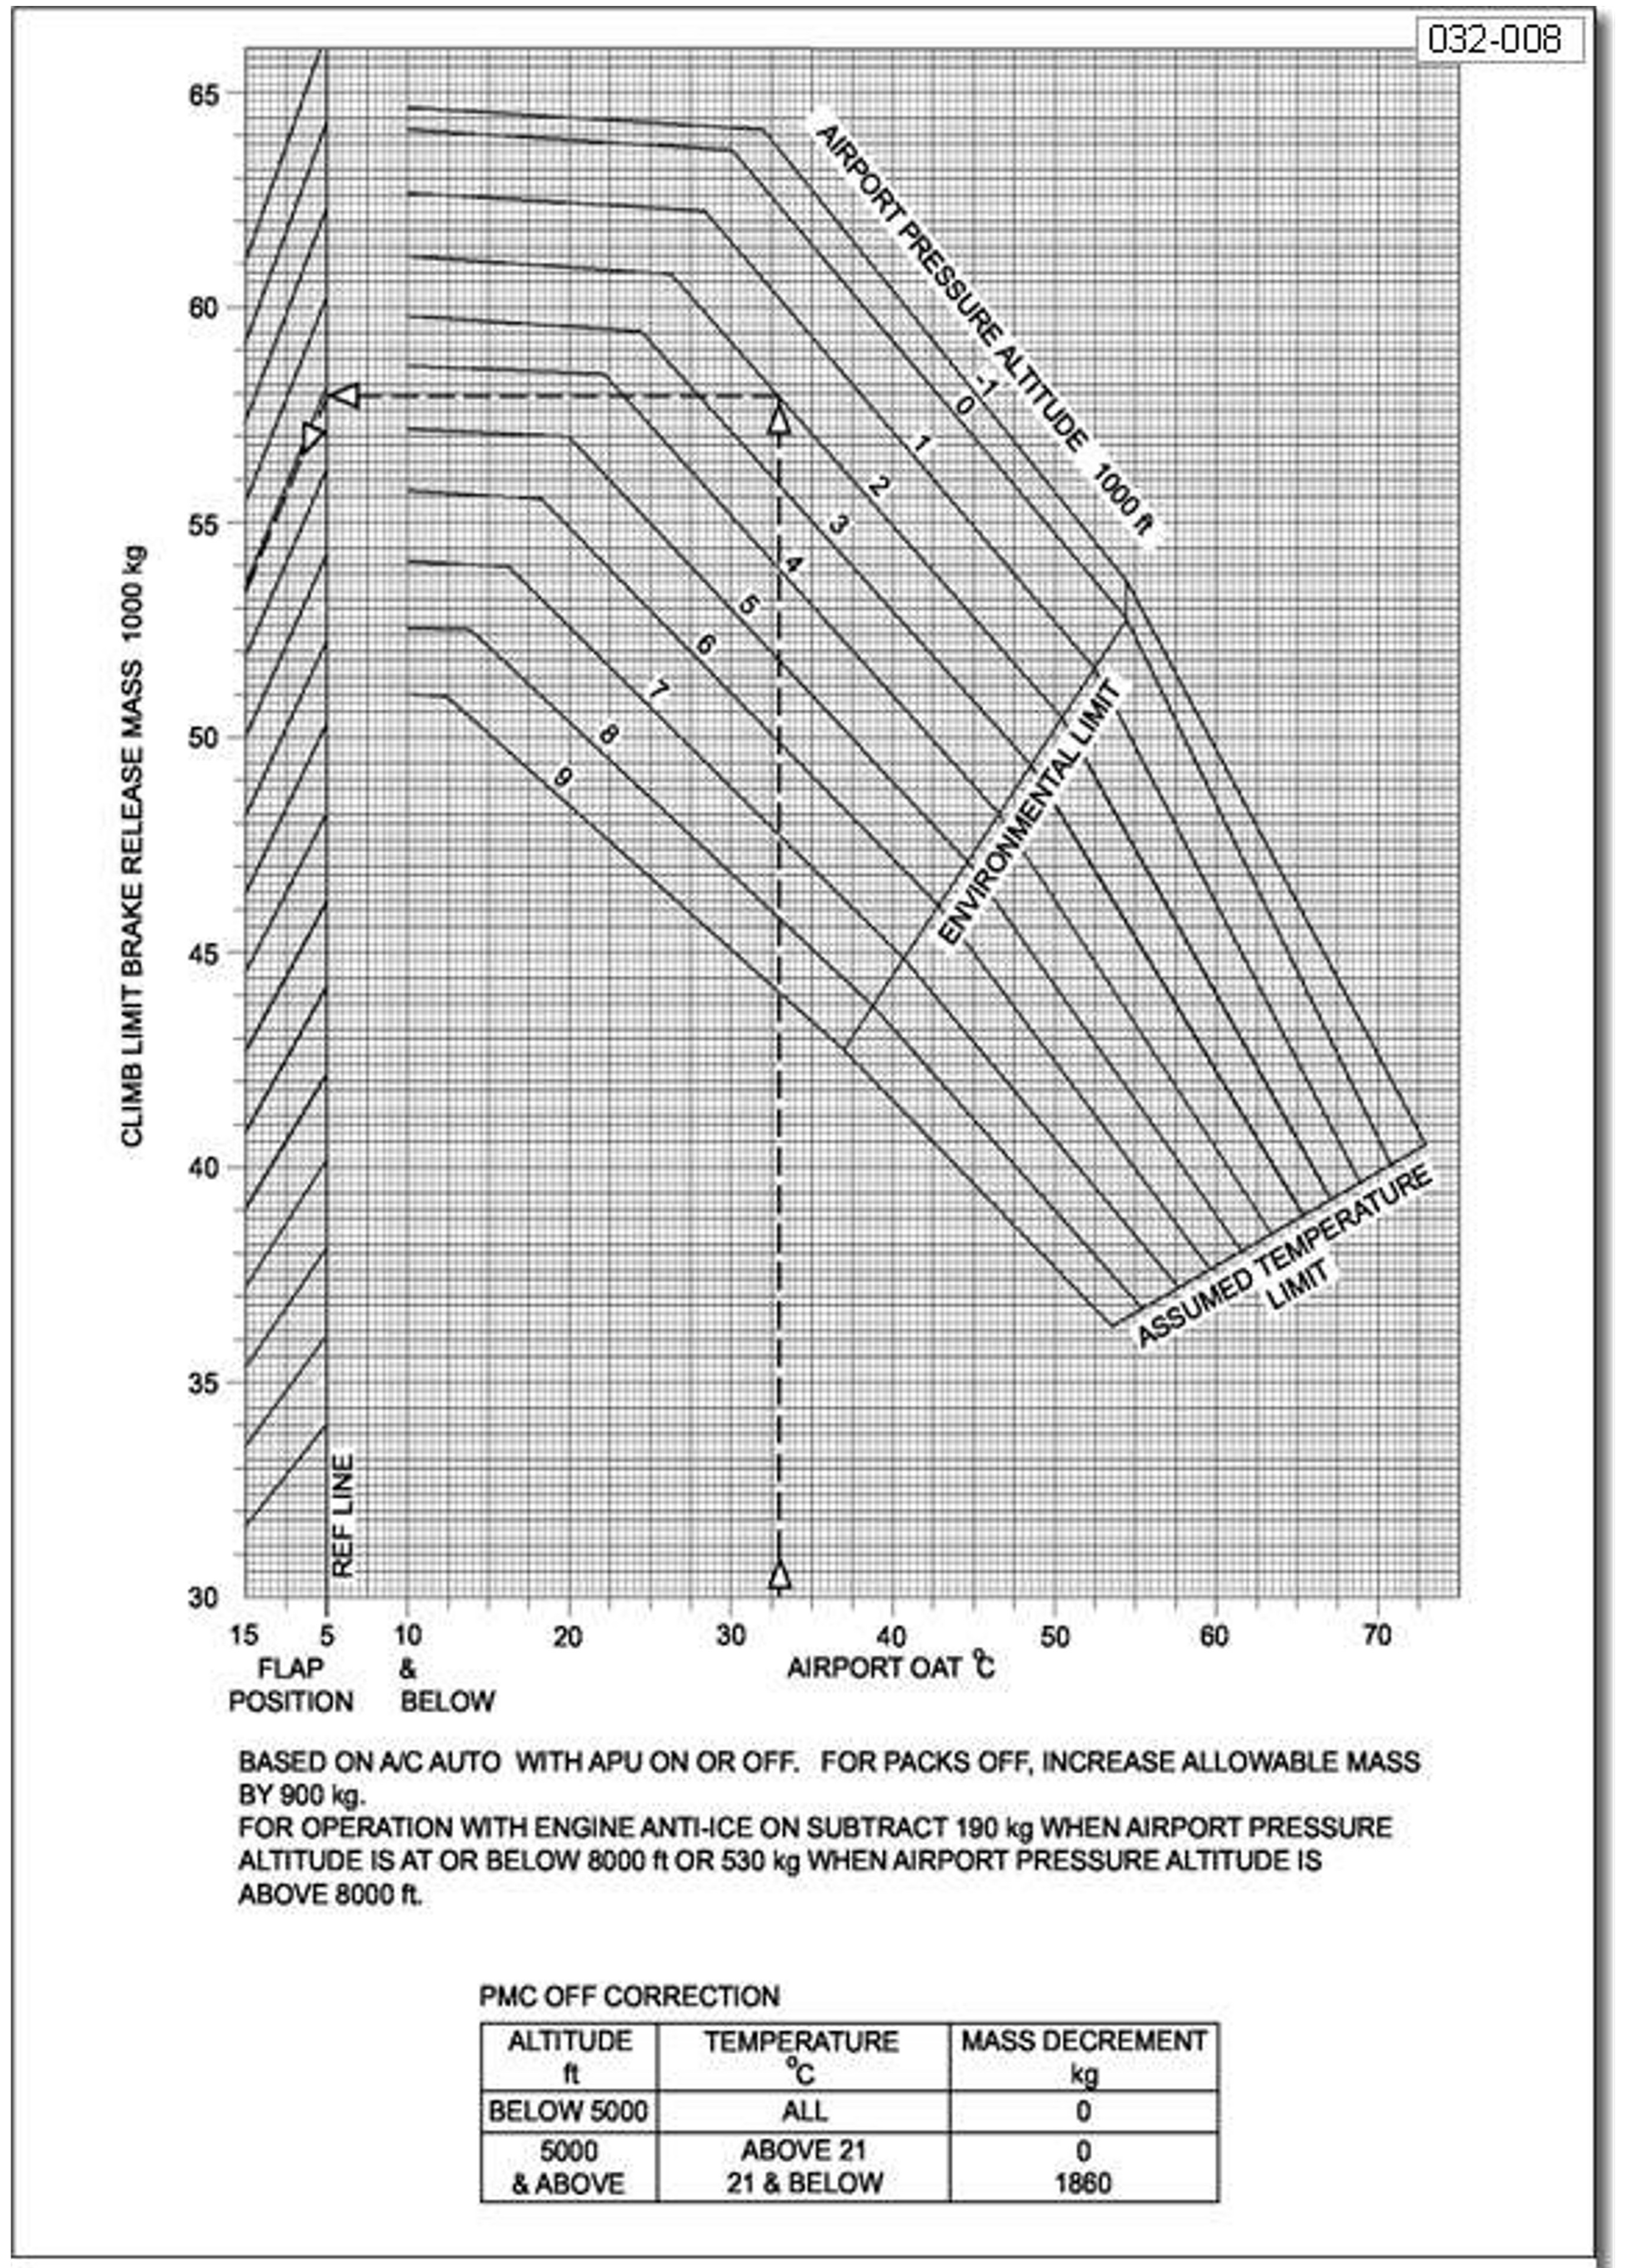 032-008
65
60
55
50
45
40
35
30
CLIMB LIMIT BRAKE RELEASE MASS 1000 kg
AIRPORT PRESSURE ALTITUDE 1000 ft
-1
0
1
2
3
4
5
6
7
8
9
ENVIRONMENTAL LIMIT
ASSUMED TEMPERATURE
LIMIT
REF LINE
15 5 10 20 30 40 50 60 70
FLAP & AIRPORT OAT °C
POSITION BELOW
BASED ON A/C AUTO WITH APU ON OR OFF. FOR PACKS OFF, INCREASE ALLOWABLE MASS
BY 900 kg.
FOR OPERATION WITH ENGINE ANTI-ICE ON SUBTRACT 190 kg WHEN AIRPORT PRESSURE
ALTITUDE IS AT OR BELOW 8000 ft OR 530 kg WHEN AIRPORT PRESSURE ALTITUDE IS
ABOVE 8000 ft.
PMC OFF CORRECTION
ALTITUDE TEMPERATURE MASS DECREMENT
ft °C kg
BELOW 5000 ALL 0
5000 ABOVE 21 0
& ABOVE 21 & BELOW 1860